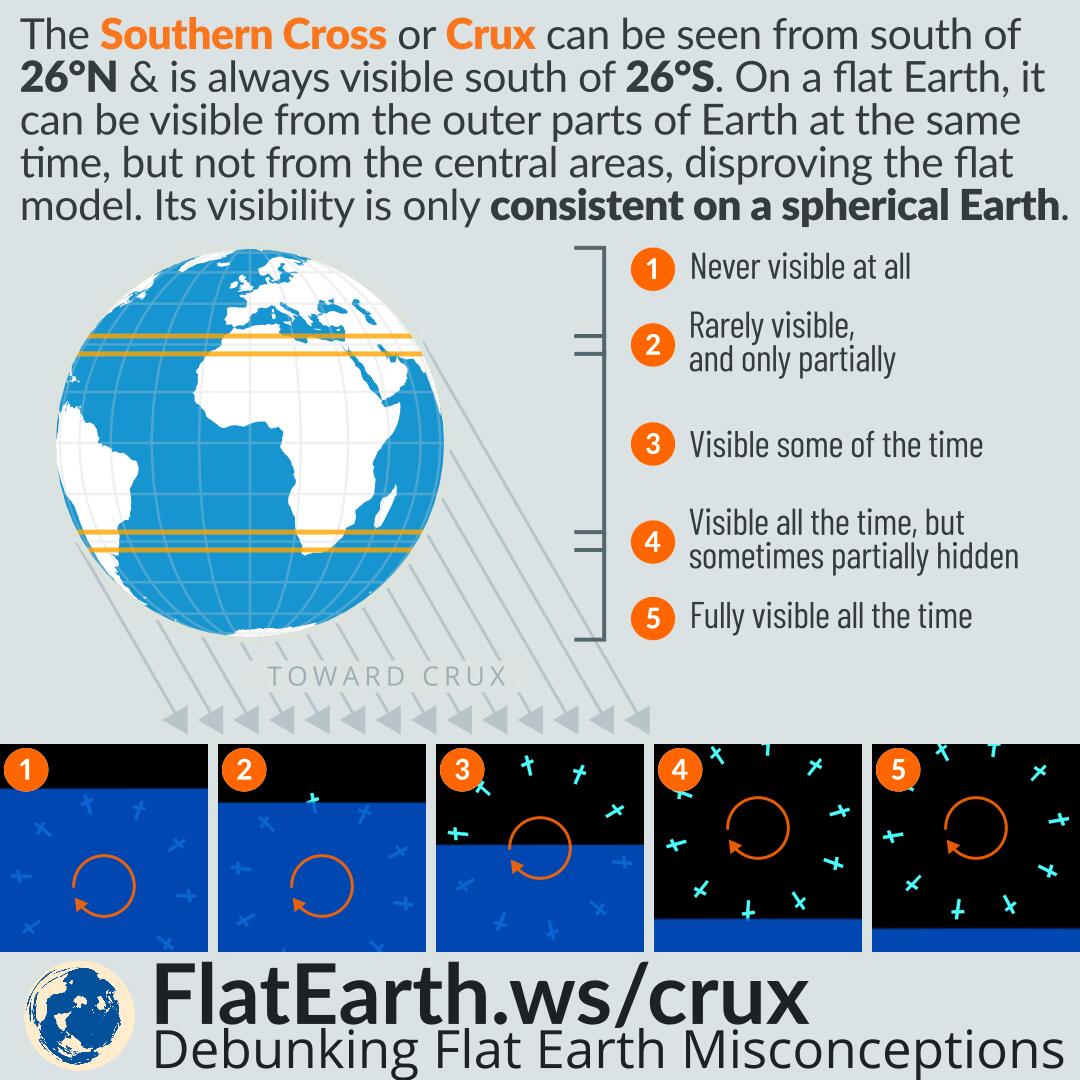 The Southern Cross or Crux can be seen from south of
26°N & is always visible south of 26°S. On a flat Earth, it
can be visible from the outer parts of Earth at the same
time, but not from the central areas, disproving the flat
model. Its visibility is only consistent on a spherical Earth.
1 Never visible at all
2 Rarely visible,
and only partially
3 Visible some of the time
4 Visible all the time, but
sometimes partially hidden
5 Fully visible all the time
TOWARD CRUX
1 2 3 4 5
FlatEarth.ws/crux
Debunking Flat Earth Misconceptions